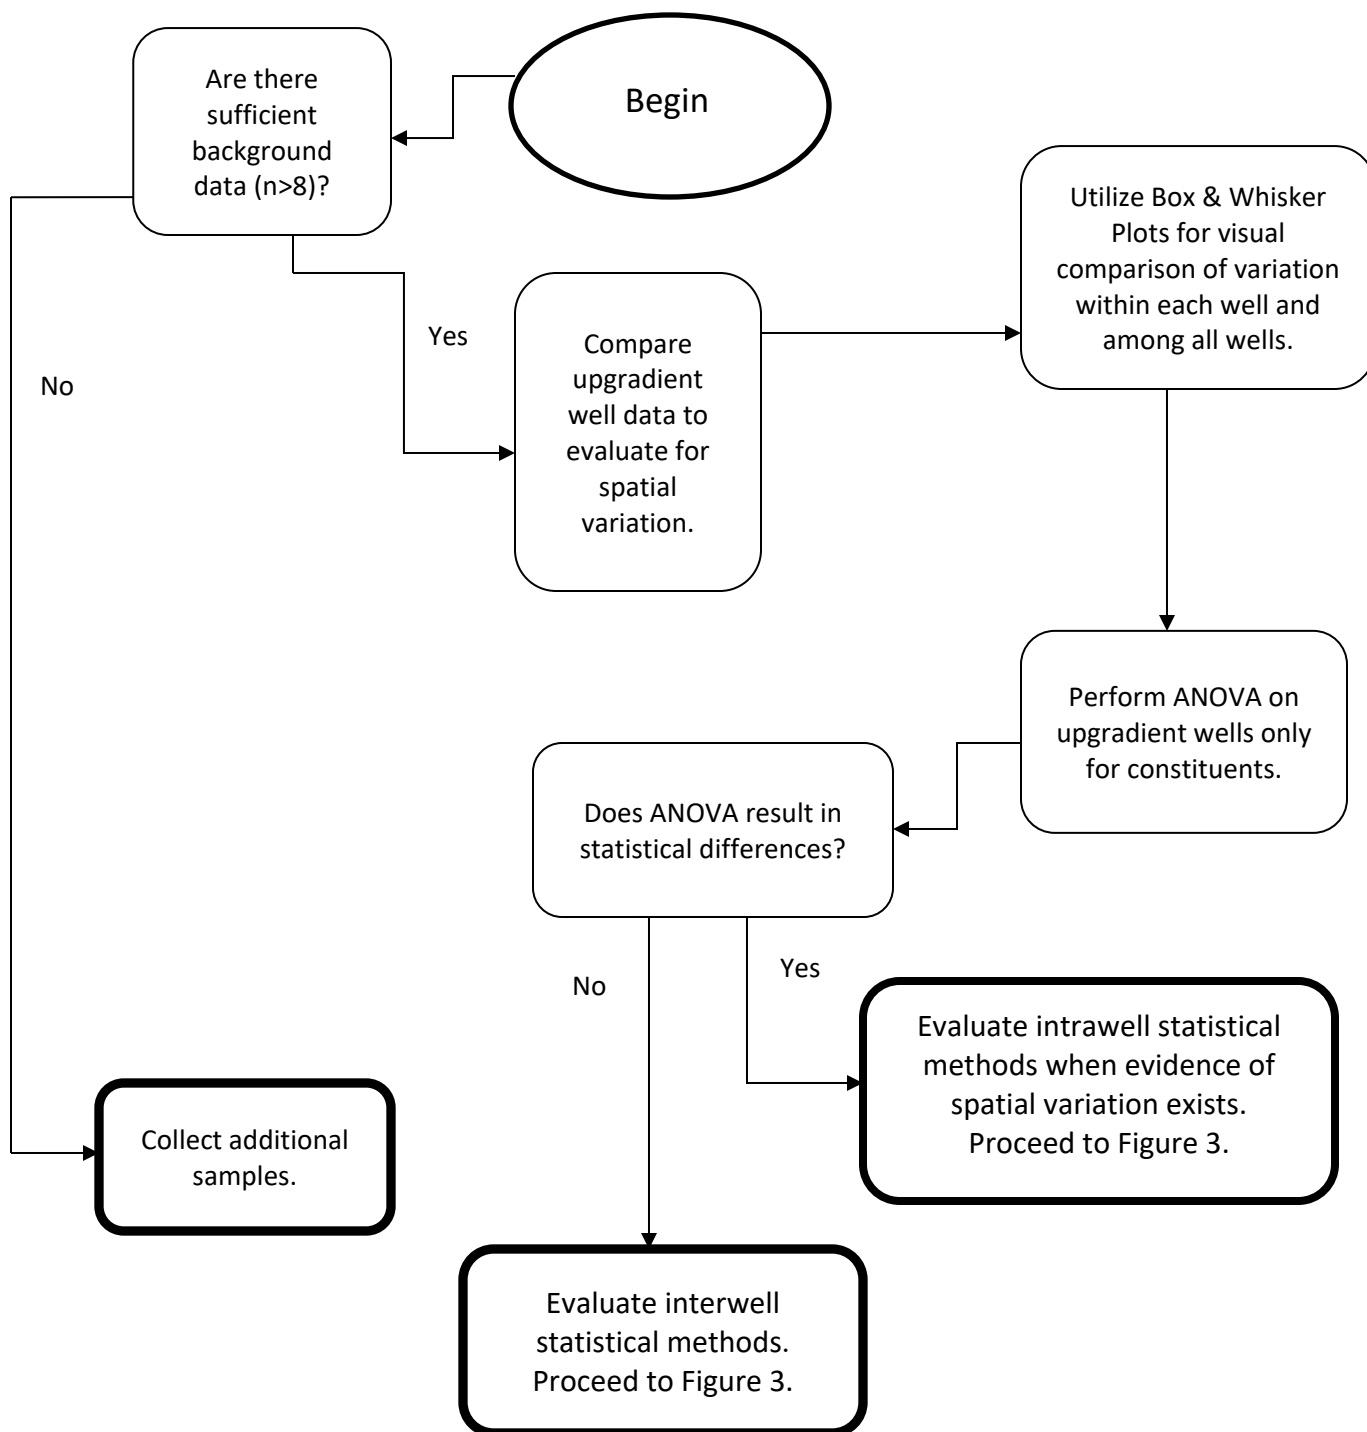 Begin
Are there
sufficient
background
data (n>8)?
Utilize Box & Whisker
Plots for visual
comparison of variation
within each well and
among all wells.
Yes
Compare
upgradient
well data to
evaluate for
spatial
variation.
No
Perform ANOVA on
upgradient wells only
for constituents.
Does ANOVA result in
statistical differences?
Yes
No
Evaluate intrawell statistical
methods when evidence of
spatial variation exists.
Proceed to Figure 3.
Collect additional
samples.
Evaluate interwell
statistical methods.
Proceed to Figure 3.